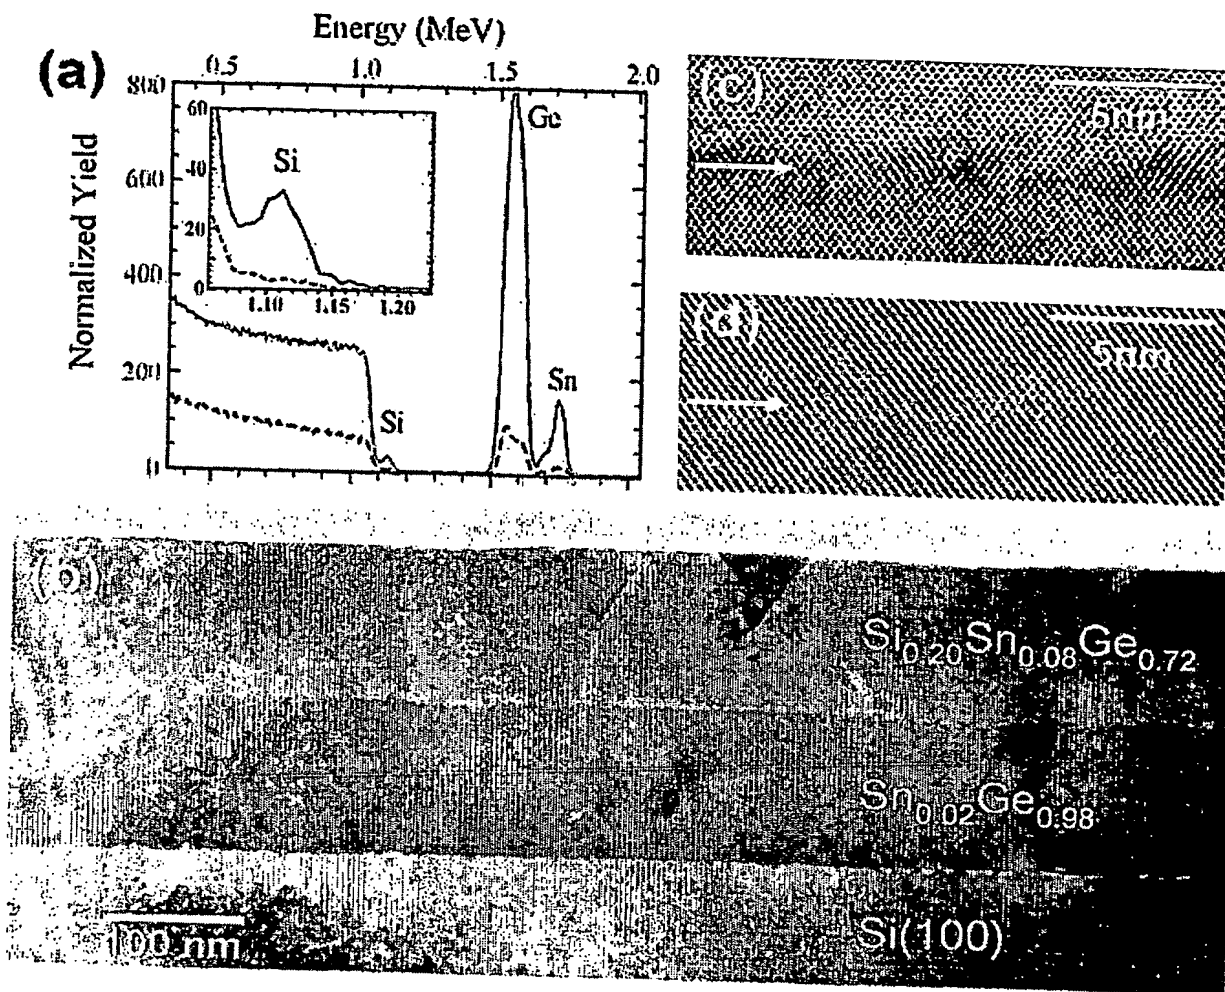 Energy (MeV)
(a)
0.5 1.0 1.5 2.0
800
600
400
200
0
Normalized Yield
60
40
20
0
Si
1.10 1.15 1.20
Ge
Sn
Si
(c)
5nm
(d)
5nm
(b)
Si0.20Sn0.08Ge0.72
Sn0.02Ge0.98
Si(100)
100 nm